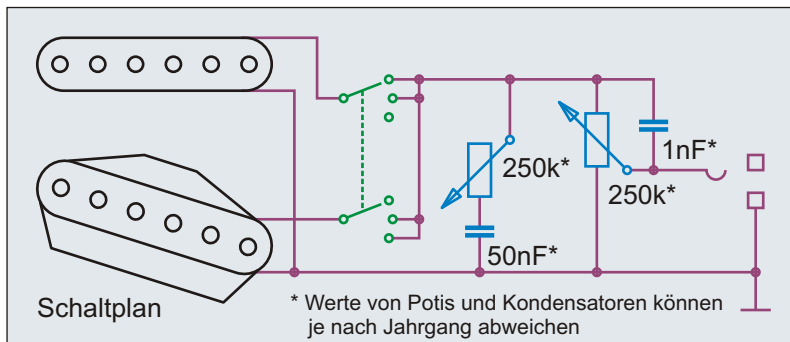 1nF*
250k*
250k*
50nF*
Schaltplan
* Werte von Potis und Kondensatoren können
je nach Jahrgang abweichen